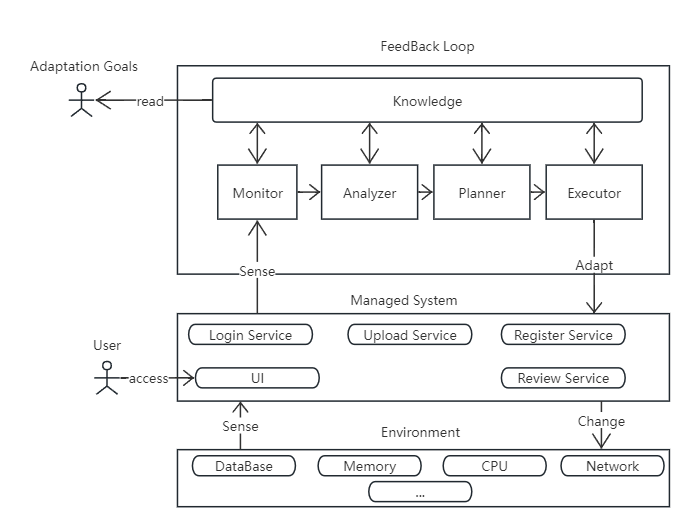 FeedBack Loop
Adaptation Goals
read
Knowledge
Monitor
Analyzer
Planner
Executor
Sense
Adapt
Managed System
Login Service
Upload Service
Register Service
User
access
UI
Review Service
Sense
Change
Environment
DataBase
Memory
CPU
Network
...